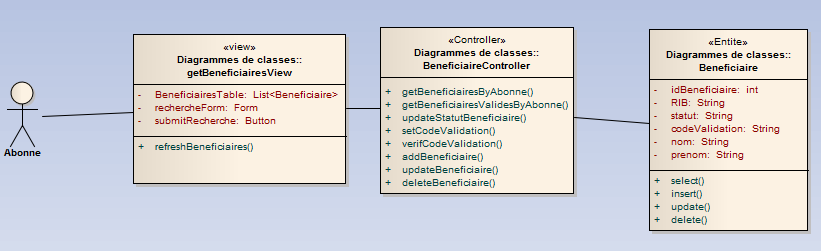 Abonne
«view»
Diagrammes de classes::
getBeneficiairesView
- BeneficiairesTable: List<Beneficiaire>
- rechercheForm: Form
- submitRecherche: Button
+ refreshBeneficiaires()
«Controller»
Diagrammes de classes::
BeneficiaireController
+ getBeneficiairesByAbonne()
+ getBeneficiairesValidesByAbonne()
+ updateStatutBeneficiaire()
+ setCodeValidation()
+ verifCodeValidation()
+ addBeneficiaire()
+ updateBeneficiaire()
+ deleteBeneficiaire()
«Entite»
Diagrammes de classes::
Beneficiaire
- idBeneficiaire: int
- RIB: String
- statut: String
- codeValidation: String
- nom: String
- prenom: String
+ select()
+ insert()
+ update()
+ delete()